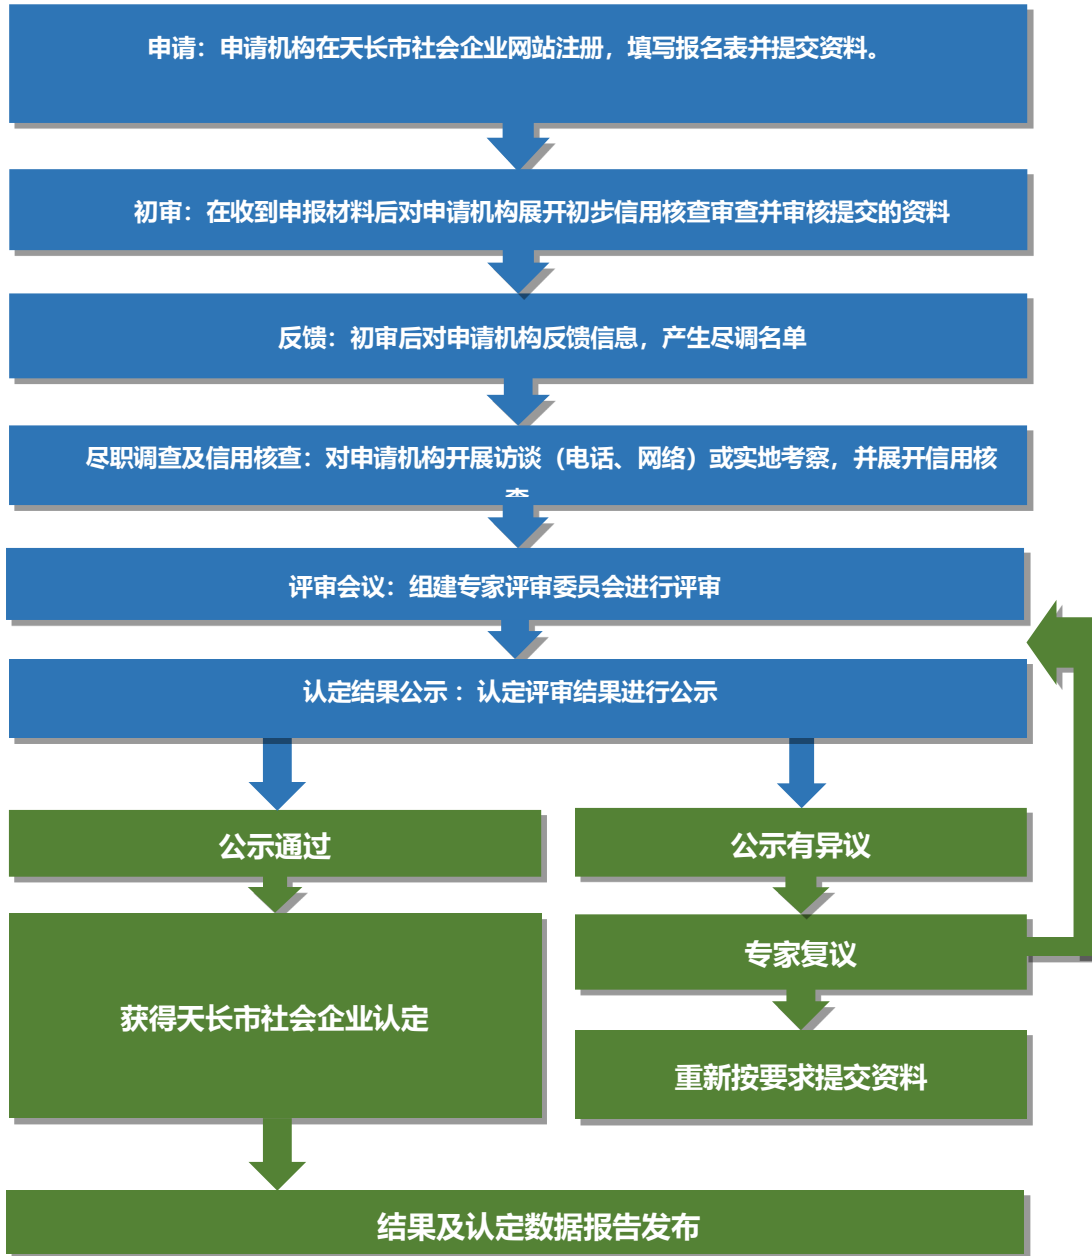 申请：申请机构在天长市社会企业网站注册，填写报名表并提交资料。
初审：在收到申报材料后对申请机构展开初步信用核查审查并审核提交的资料
反馈：初审后对申请机构反馈信息，产生尽调名单
尽职调查及信用核查：对申请机构开展访谈（电话、网络）或实地考察，并展开信用核
查
评审会议：组建专家评审委员会进行评审
认定结果公示 ：认定评审结果进行公示
公示通过
公示有异议
专家复议
获得天长市社会企业认定
重新按要求提交资料
结果及认定数据报告发布